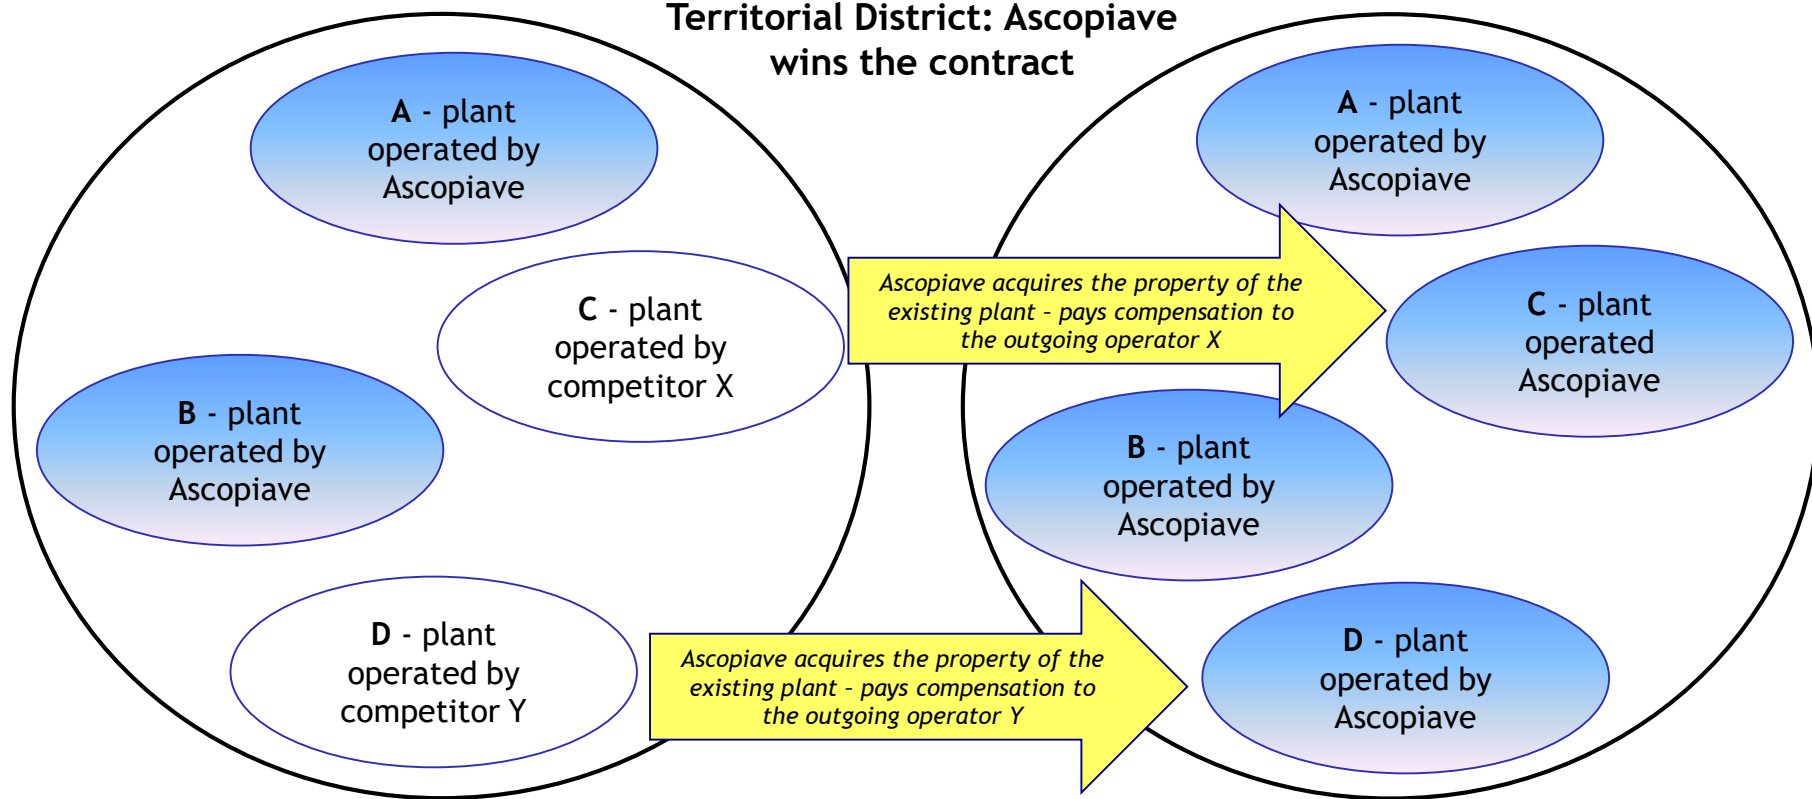 Territorial District: Ascopiave
wins the contract
A - plant
operated by
Ascopiave
C - plant
operated by
competitor X
B - plant
operated by
Ascopiave
D - plant
operated by
competitor Y
Ascopiave acquires the property of the
existing plant – pays compensation to
the outgoing operator X
Ascopiave acquires the property of the
existing plant – pays compensation to
the outgoing operator Y
A - plant
operated by
Ascopiave
C - plant
operated
Ascopiave
B - plant
operated by
Ascopiave
D - plant
operated by
Ascopiave